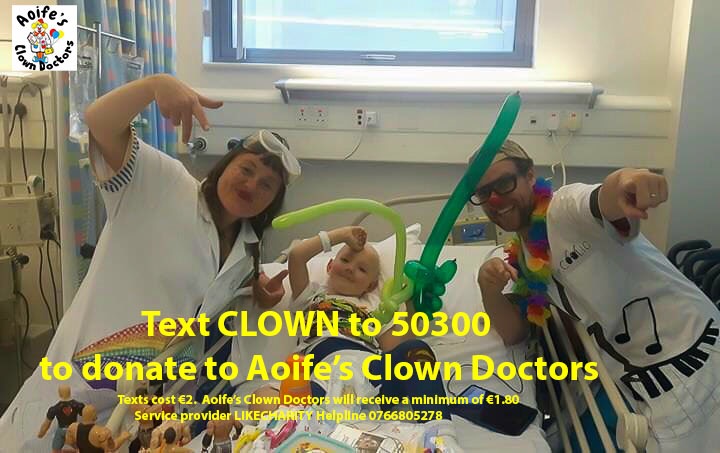 Aoife's
Clown Doctors
Text CLOWN to 50300
to donate to Aoife's Clown Doctors
Texts cost €2. Aoife's Clown Doctors will receive a minimum of €1.80
Service provider LIKECHARITY Helpline 0766805278